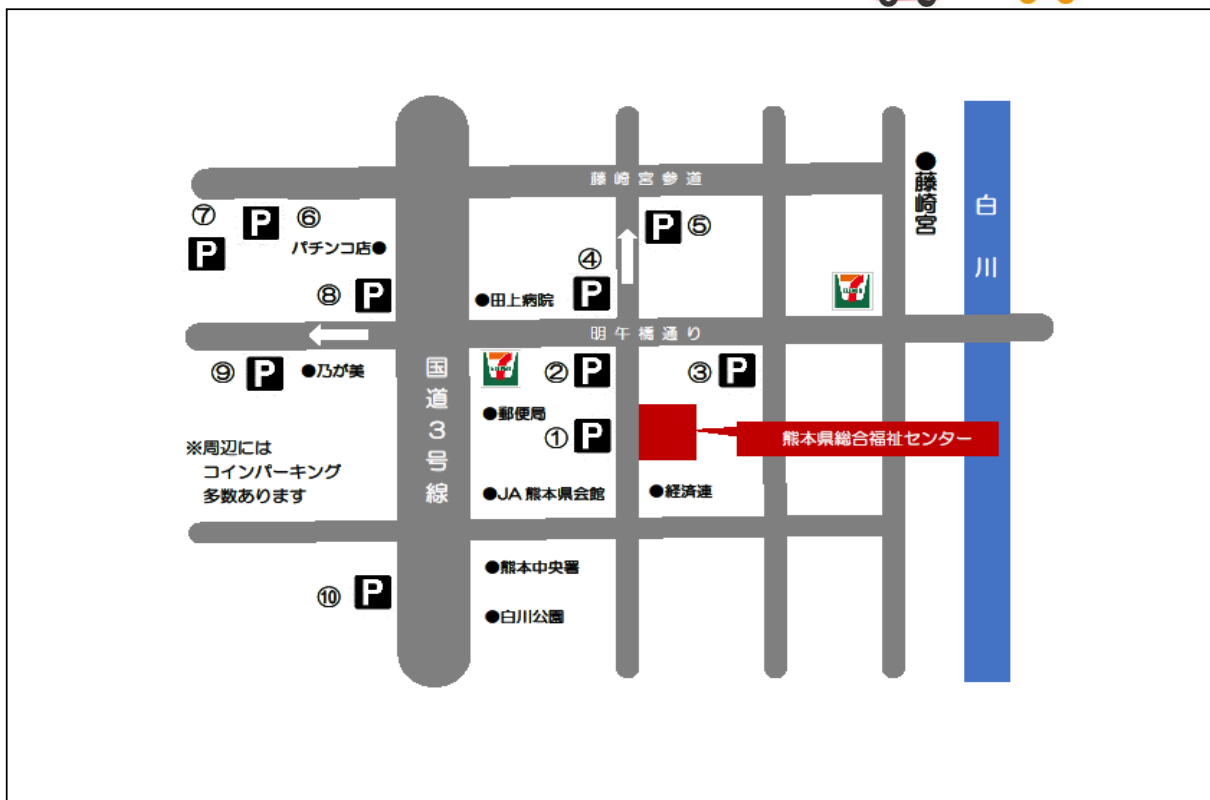 藤崎宮参道
●藤崎宮
白川
⑦
P
⑥
P
パチンコ店●
P
⑤
④
P
⑧
P
●田上病院
7
ELEVEN
明午橋通り
国道3号線
⑨
P
●乃が美
7
ELEVEN
②
P
③
P
●郵便局
①
P
熊本県総合福祉センター
※周辺には
コインパーキング
多数あります
●JA 熊本県会館
●経済連
●熊本中央署
⑩
P
●白川公園